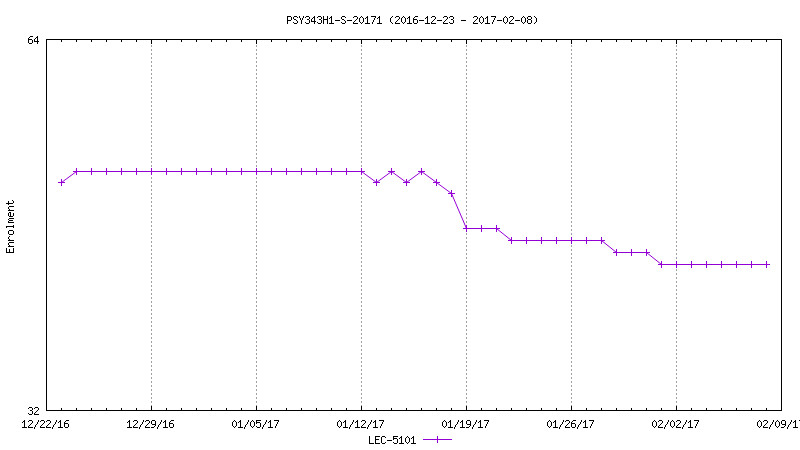 PSY343H1-S-20171 (2016-12-23 - 2017-02-08)
64
Enrolment
32
12/22/16 12/29/16 01/05/17 01/12/17 01/19/17 01/26/17 02/02/17 02/09/1
LEC-5101